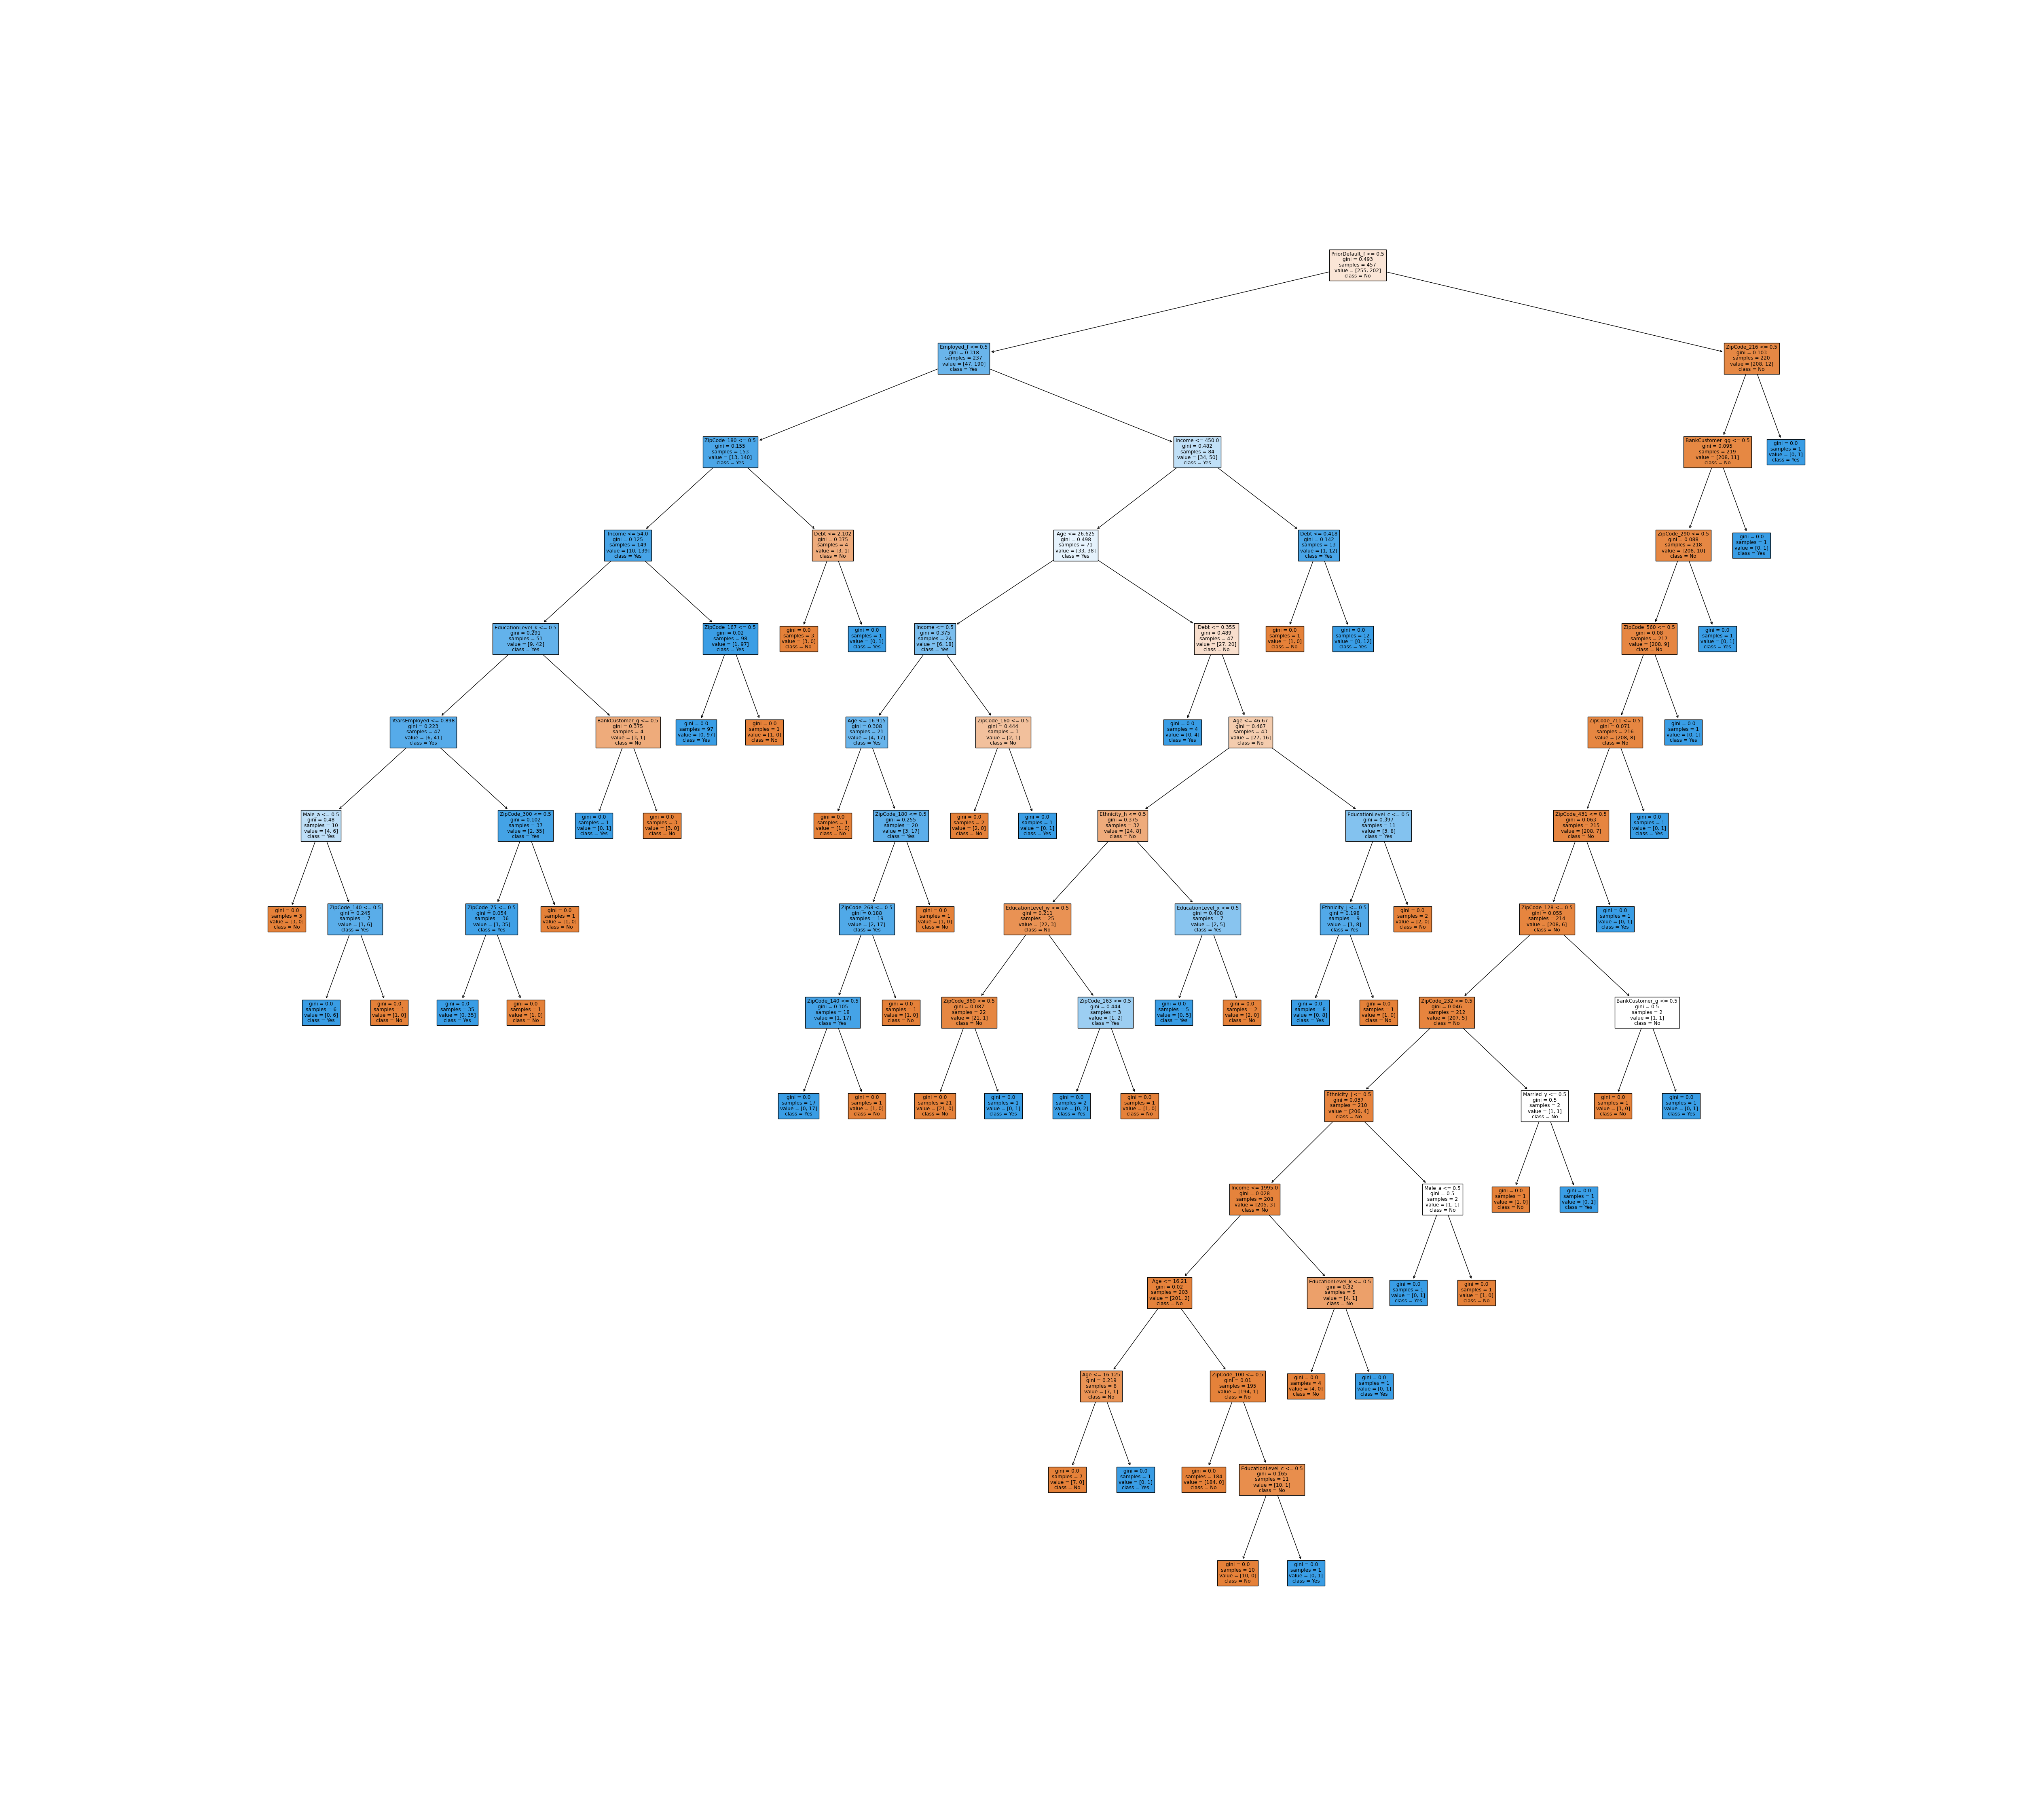 PriorDefault_f <= 0.5
gini = 0.493
samples = 457
value = [255, 202]
class = No
Employed_f <= 0.5
gini = 0.318
samples = 237
value = [47, 190]
class = Yes
ZipCode_216 <= 0.5
gini = 0.103
samples = 220
value = [208, 12]
class = No
ZipCode_180 <= 0.5
gini = 0.155
samples = 153
value = [13, 140]
class = Yes
Income <= 450.0
gini = 0.482
samples = 84
value = [34, 50]
class = Yes
BankCustomer_gg <= 0.5
gini = 0.095
samples = 219
value = [208, 11]
class = No
gini = 0.0
samples = 1
value = [0, 1]
class = Yes
Income <= 54.0
gini = 0.125
samples = 149
value = [10, 139]
class = Yes
Debt <= 2.102
gini = 0.375
samples = 4
value = [3, 1]
class = No
Age <= 26.625
gini = 0.498
samples = 71
value = [33, 38]
class = Yes
Debt <= 0.418
gini = 0.142
samples = 13
value = [1, 12]
class = Yes
ZipCode_290 <= 0.5
gini = 0.088
samples = 218
value = [208, 10]
class = No
gini = 0.0
samples = 1
value = [0, 1]
class = Yes
EducationLevel_k <= 0.5
gini = 0.291
samples = 51
value = [9, 42]
class = Yes
ZipCode_167 <= 0.5
gini = 0.02
samples = 98
value = [1, 97]
class = Yes
gini = 0.0
samples = 3
value = [3, 0]
class = No
gini = 0.0
samples = 1
value = [0, 1]
class = Yes
Income <= 0.5
gini = 0.375
samples = 24
value = [6, 18]
class = Yes
Debt <= 0.355
gini = 0.489
samples = 47
value = [27, 20]
class = No
gini = 0.0
samples = 1
value = [1, 0]
class = No
gini = 0.0
samples = 12
value = [0, 12]
class = Yes
ZipCode_560 <= 0.5
gini = 0.08
samples = 217
value = [208, 9]
class = No
gini = 0.0
samples = 1
value = [0, 1]
class = Yes
YearsEmployed <= 0.898
gini = 0.223
samples = 47
value = [6, 41]
class = Yes
BankCustomer_g <= 0.5
gini = 0.375
samples = 4
value = [3, 1]
class = No
gini = 0.0
samples = 97
value = [0, 97]
class = Yes
gini = 0.0
samples = 1
value = [1, 0]
class = No
Age <= 16.915
gini = 0.308
samples = 21
value = [4, 17]
class = Yes
ZipCode_160 <= 0.5
gini = 0.444
samples = 3
value = [2, 1]
class = No
gini = 0.0
samples = 4
value = [0, 4]
class = Yes
Age <= 46.67
gini = 0.467
samples = 43
value = [27, 16]
class = No
ZipCode_711 <= 0.5
gini = 0.071
samples = 216
value = [208, 8]
class = No
gini = 0.0
samples = 1
value = [0, 1]
class = Yes
Male_a <= 0.5
gini = 0.48
samples = 10
value = [4, 6]
class = Yes
ZipCode_300 <= 0.5
gini = 0.102
samples = 37
value = [2, 35]
class = Yes
gini = 0.0
samples = 1
value = [0, 1]
class = Yes
gini = 0.0
samples = 3
value = [3, 0]
class = No
gini = 0.0
samples = 1
value = [1, 0]
class = No
ZipCode_180 <= 0.5
gini = 0.255
samples = 20
value = [3, 17]
class = Yes
gini = 0.0
samples = 2
value = [2, 0]
class = No
gini = 0.0
samples = 1
value = [0, 1]
class = Yes
Ethnicity_h <= 0.5
gini = 0.375
samples = 32
value = [24, 8]
class = No
EducationLevel_c <= 0.5
gini = 0.397
samples = 11
value = [3, 8]
class = Yes
ZipCode_431 <= 0.5
gini = 0.063
samples = 215
value = [208, 7]
class = No
gini = 0.0
samples = 1
value = [0, 1]
class = Yes
gini = 0.0
samples = 3
value = [3, 0]
class = No
ZipCode_140 <= 0.5
gini = 0.245
samples = 7
value = [1, 6]
class = Yes
ZipCode_75 <= 0.5
gini = 0.054
samples = 36
value = [1, 35]
class = Yes
gini = 0.0
samples = 1
value = [1, 0]
class = No
ZipCode_268 <= 0.5
gini = 0.188
samples = 19
value = [2, 17]
class = Yes
gini = 0.0
samples = 1
value = [1, 0]
class = No
EducationLevel_w <= 0.5
gini = 0.211
samples = 25
value = [22, 3]
class = No
EducationLevel_x <= 0.5
gini = 0.408
samples = 7
value = [2, 5]
class = Yes
Ethnicity_j <= 0.5
gini = 0.198
samples = 9
value = [1, 8]
class = Yes
gini = 0.0
samples = 2
value = [2, 0]
class = No
ZipCode_128 <= 0.5
gini = 0.055
samples = 214
value = [208, 6]
class = No
gini = 0.0
samples = 1
value = [0, 1]
class = Yes
gini = 0.0
samples = 6
value = [0, 6]
class = Yes
gini = 0.0
samples = 1
value = [1, 0]
class = No
gini = 0.0
samples = 35
value = [0, 35]
class = Yes
gini = 0.0
samples = 1
value = [1, 0]
class = No
ZipCode_140 <= 0.5
gini = 0.105
samples = 18
value = [1, 17]
class = Yes
gini = 0.0
samples = 1
value = [1, 0]
class = No
ZipCode_360 <= 0.5
gini = 0.087
samples = 22
value = [21, 1]
class = No
ZipCode_163 <= 0.5
gini = 0.444
samples = 3
value = [1, 2]
class = Yes
gini = 0.0
samples = 5
value = [0, 5]
class = Yes
gini = 0.0
samples = 2
value = [2, 0]
class = No
gini = 0.0
samples = 8
value = [0, 8]
class = Yes
gini = 0.0
samples = 1
value = [1, 0]
class = No
ZipCode_232 <= 0.5
gini = 0.046
samples = 212
value = [207, 5]
class = No
BankCustomer_g <= 0.5
gini = 0.5
samples = 2
value = [1, 1]
class = No
gini = 0.0
samples = 17
value = [0, 17]
class = Yes
gini = 0.0
samples = 1
value = [1, 0]
class = No
gini = 0.0
samples = 21
value = [21, 0]
class = No
gini = 0.0
samples = 1
value = [0, 1]
class = Yes
gini = 0.0
samples = 2
value = [0, 2]
class = Yes
gini = 0.0
samples = 1
value = [1, 0]
class = No
Ethnicity_j <= 0.5
gini = 0.037
samples = 210
value = [206, 4]
class = No
Married_y <= 0.5
gini = 0.5
samples = 2
value = [1, 1]
class = No
gini = 0.0
samples = 1
value = [1, 0]
class = No
gini = 0.0
samples = 1
value = [0, 1]
class = Yes
Income <= 1995.0
gini = 0.028
samples = 208
value = [205, 3]
class = No
Male_a <= 0.5
gini = 0.5
samples = 2
value = [1, 1]
class = No
gini = 0.0
samples = 1
value = [1, 0]
class = No
gini = 0.0
samples = 1
value = [0, 1]
class = Yes
Age <= 16.21
gini = 0.02
samples = 203
value = [201, 2]
class = No
EducationLevel_k <= 0.5
gini = 0.32
samples = 5
value = [4, 1]
class = No
gini = 0.0
samples = 1
value = [0, 1]
class = Yes
gini = 0.0
samples = 1
value = [1, 0]
class = No
Age <= 16.125
gini = 0.219
samples = 8
value = [7, 1]
class = No
ZipCode_100 <= 0.5
gini = 0.01
samples = 195
value = [194, 1]
class = No
gini = 0.0
samples = 4
value = [4, 0]
class = No
gini = 0.0
samples = 1
value = [0, 1]
class = Yes
gini = 0.0
samples = 7
value = [7, 0]
class = No
gini = 0.0
samples = 1
value = [0, 1]
class = Yes
gini = 0.0
samples = 184
value = [184, 0]
class = No
EducationLevel_c <= 0.5
gini = 0.165
samples = 11
value = [10, 1]
class = No
gini = 0.0
samples = 10
value = [10, 0]
class = No
gini = 0.0
samples = 1
value = [0, 1]
class = Yes